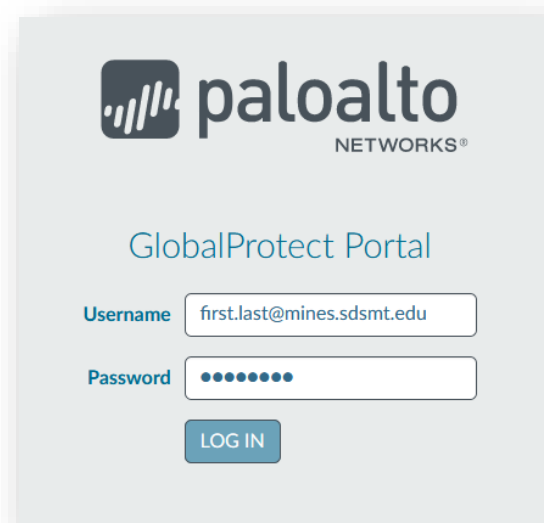 paloalto
NETWORKS®
GlobalProtect Portal
Username first.last@mines.sdsmt.edu
Password ●●●●●●●●
LOG IN